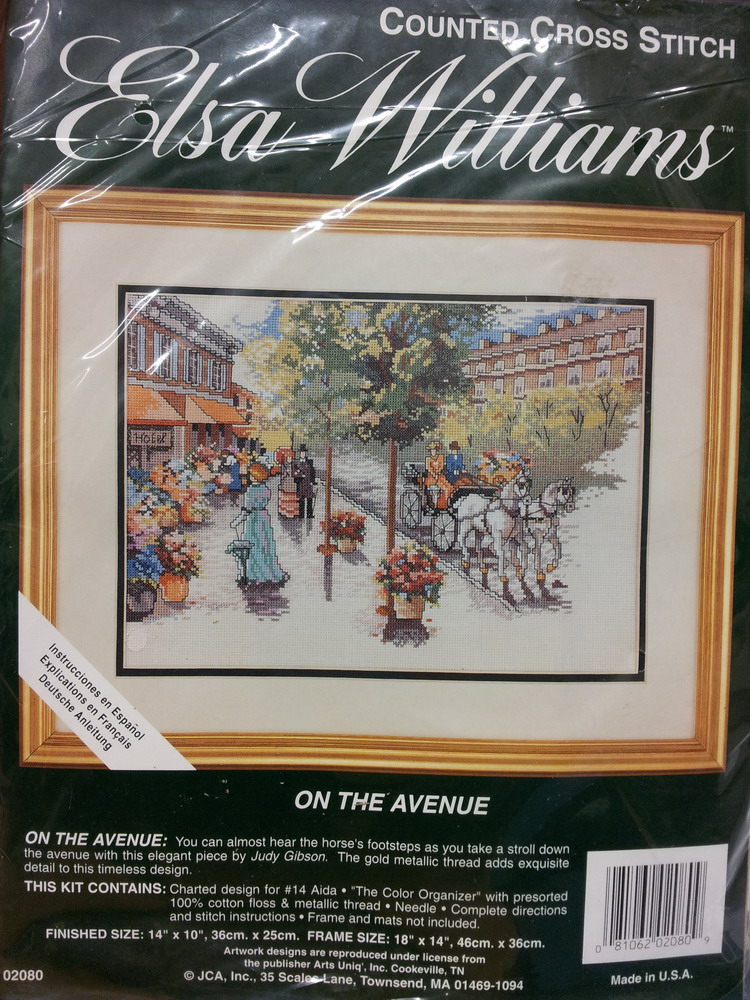 COUNTED CROSS STITCH
Elsa Williams™
HOTEL
Instrucciones en Español
Explications en Français
Deutsche Anleitung
ON THE AVENUE
ON THE AVENUE: You can almost hear the horse's footsteps as you take a stroll down
the avenue with this elegant piece by Judy Gibson. The gold metallic thread adds exquisite
detail to this timeless design.
THIS KIT CONTAINS: Charted design for #14 Aida • "The Color Organizer" with presorted
100% cotton floss & metallic thread • Needle • Complete directions
and stitch instructions • Frame and mats not included.
FINISHED SIZE: 14" x 10", 36cm. x 25cm. FRAME SIZE: 18" x 14", 46cm. x 36cm.
Artwork designs are reproduced under license from
the publisher Arts Uniq', Inc. Cookeville, TN
02080
© JCA, Inc., 35 Scales Lane, Townsend, MA 01469-1094
0 81062 02080 9
Made in U.S.A.